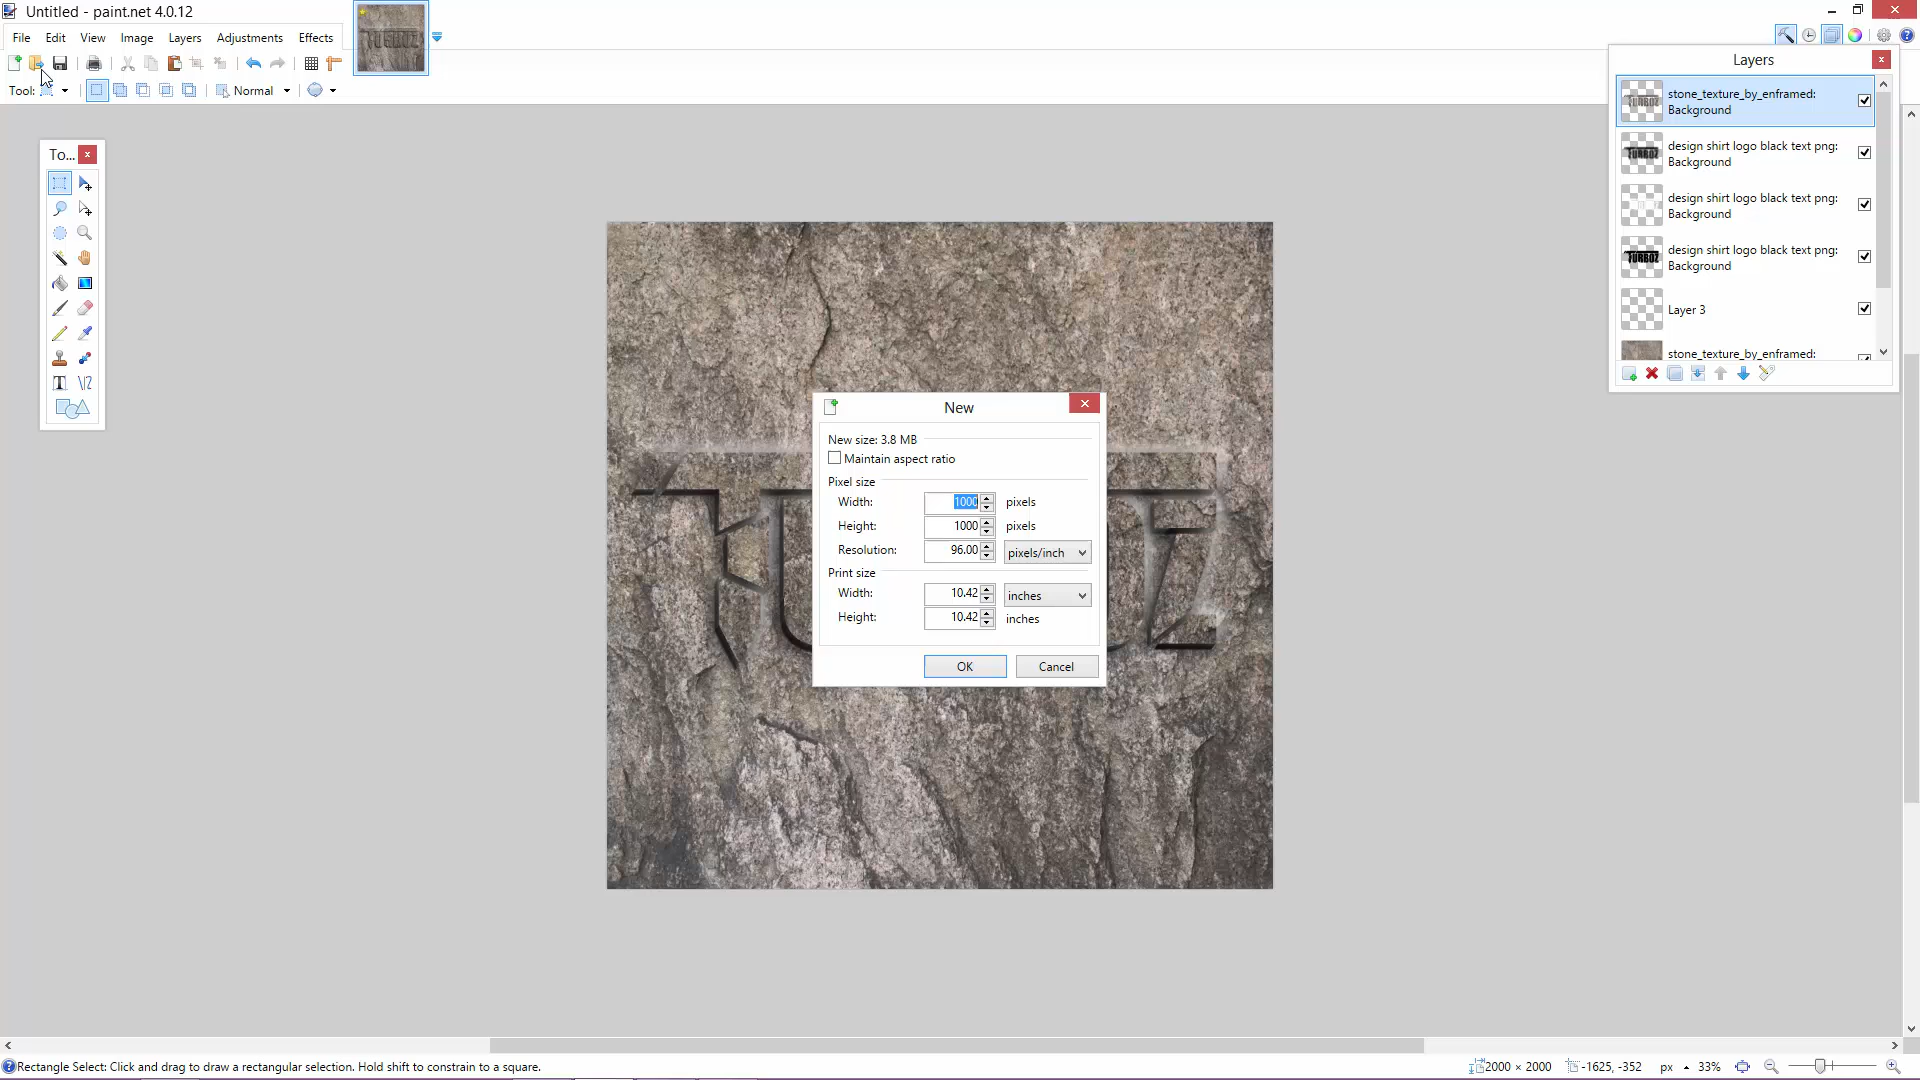 Untitled - paint.net 4.0.12
File Edit View Image Layers Adjustments Effects
Tool: Normal
To...
Layers
stone_texture_by_enframed:
Background
design shirt logo black text png:
Background
design shirt logo black text png:
Background
design shirt logo black text png:
Background
Layer 3
stone_texture_by_enframed:
New
New size: 3.8 MB
Maintain aspect ratio
Pixel size
Width: 1000 pixels
Height: 1000 pixels
Resolution: 96.00 pixels/inch
Print size
Width: 10.42 inches
Height: 10.42 inches
OK Cancel
Rectangle Select: Click and drag to draw a rectangular selection. Hold shift to constrain to a square.
2000 × 2000 -1625, -352 px 33%